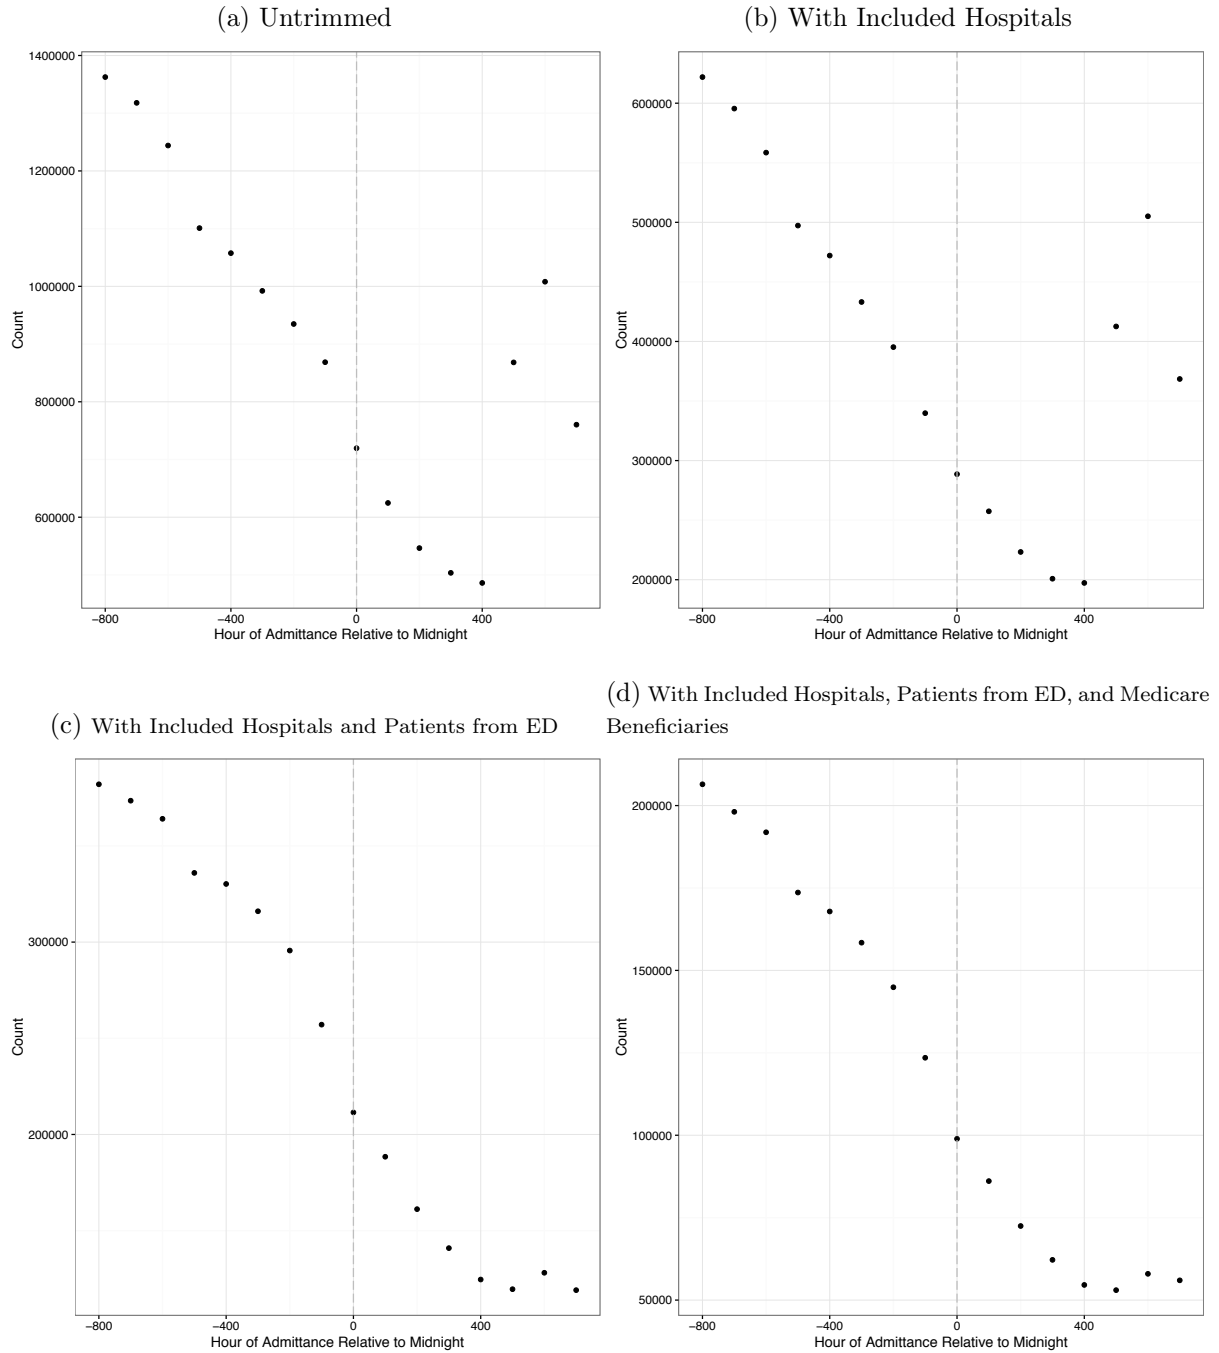 (a) Untrimmed
1400000
1200000
1000000
800000
600000
Count
−800
−400
0
400
Hour of Admittance Relative to Midnight
(b) With Included Hospitals
600000
500000
400000
300000
200000
Count
−800
−400
0
400
Hour of Admittance Relative to Midnight
(c) With Included Hospitals and Patients from ED
300000
200000
Count
−800
−400
0
400
Hour of Admittance Relative to Midnight
(d) With Included Hospitals, Patients from ED, and Medicare
Beneficiaries
200000
150000
100000
50000
Count
−800
−400
0
400
Hour of Admittance Relative to Midnight